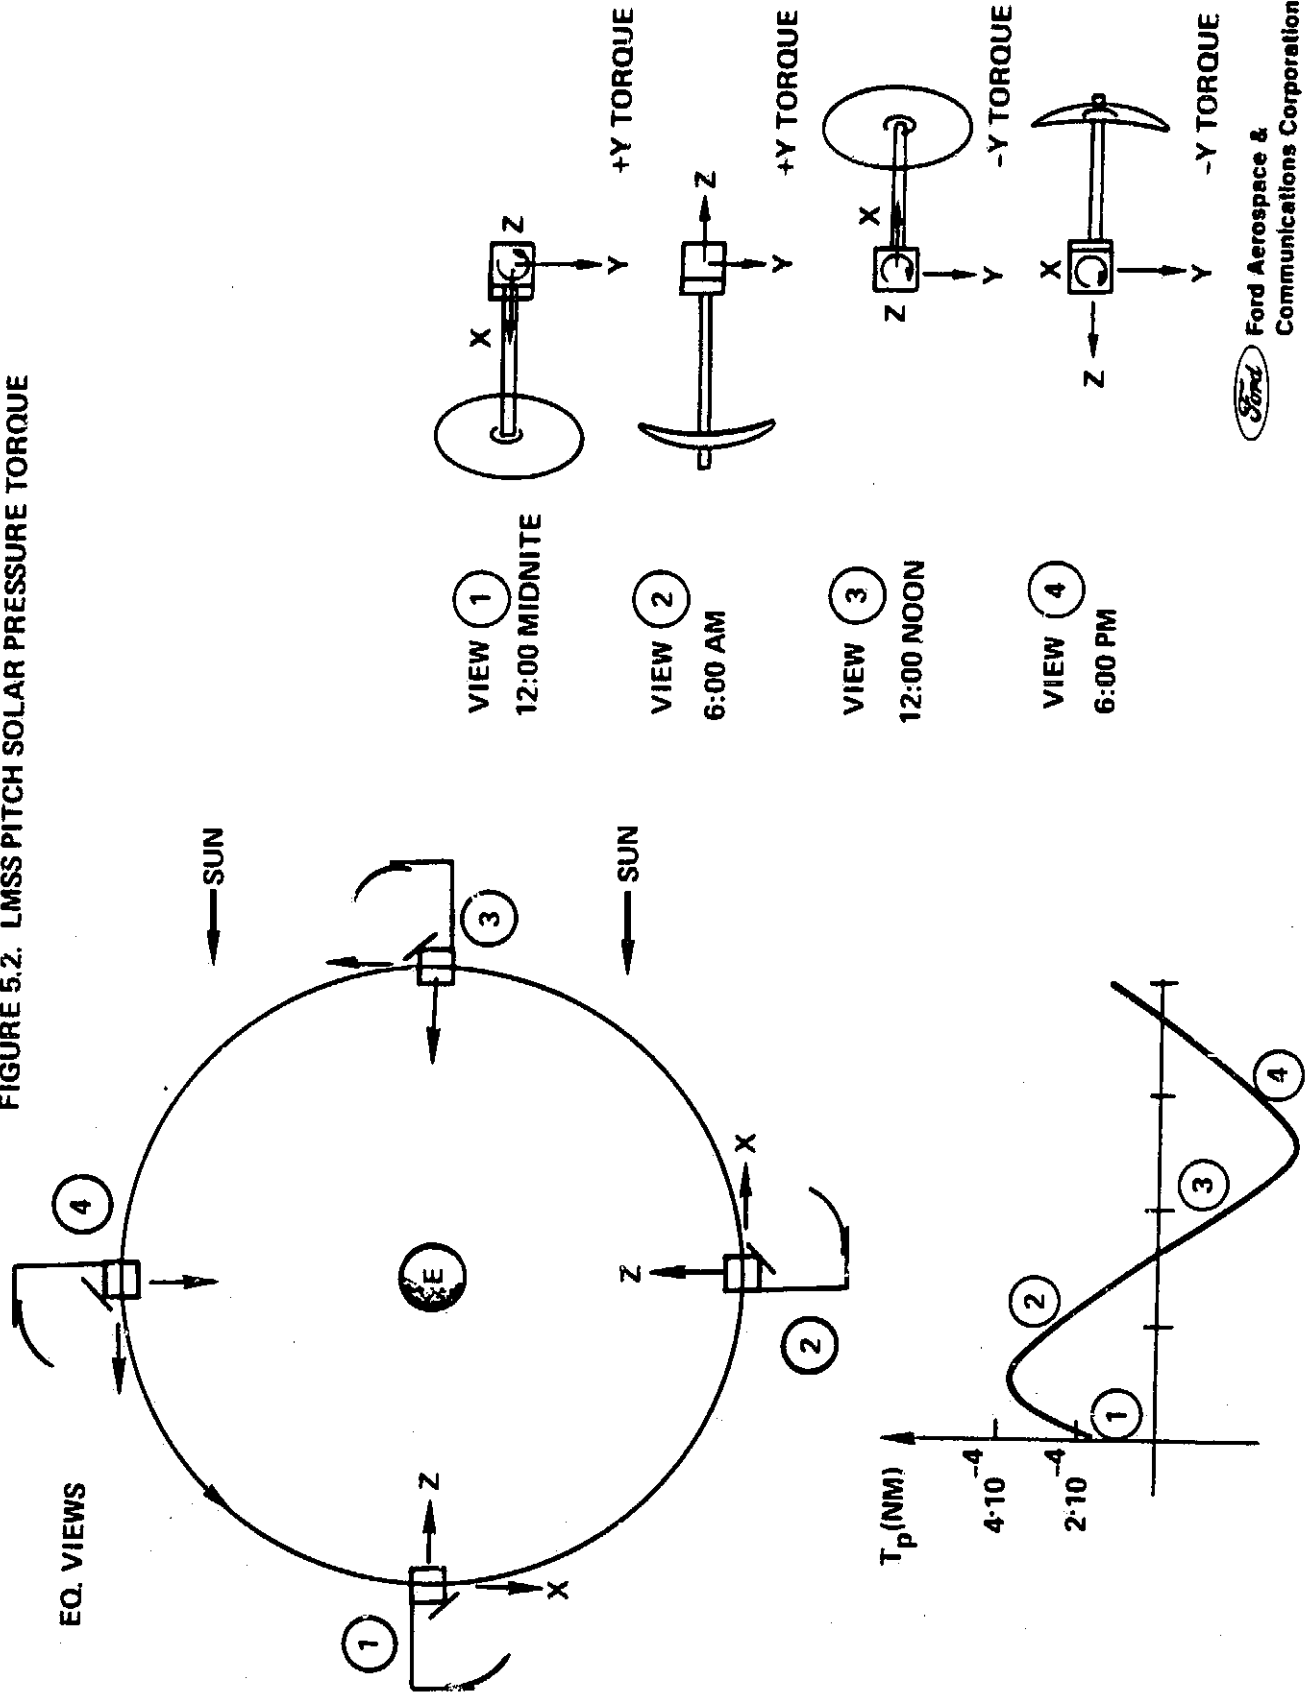 FIGURE 5.2. LMSS PITCH SOLAR PRESSURE TORQUE
EQ. VIEWS
1
Z
X
4
E
Z
X
2
3
SUN
SUN
VIEW 1
12:00 MIDNITE
X
Z
Y
+Y TORQUE
VIEW 2
6:00 AM
Z
Y
+Y TORQUE
VIEW 3
12:00 NOON
Z
X
Y
-Y TORQUE
VIEW 4
6:00 PM
Z
X
Y
-Y TORQUE
Tp(NM)
4·10⁻⁴
2·10⁻⁴
1
2
3
4
Ford
Ford Aerospace &
Communications Corporation